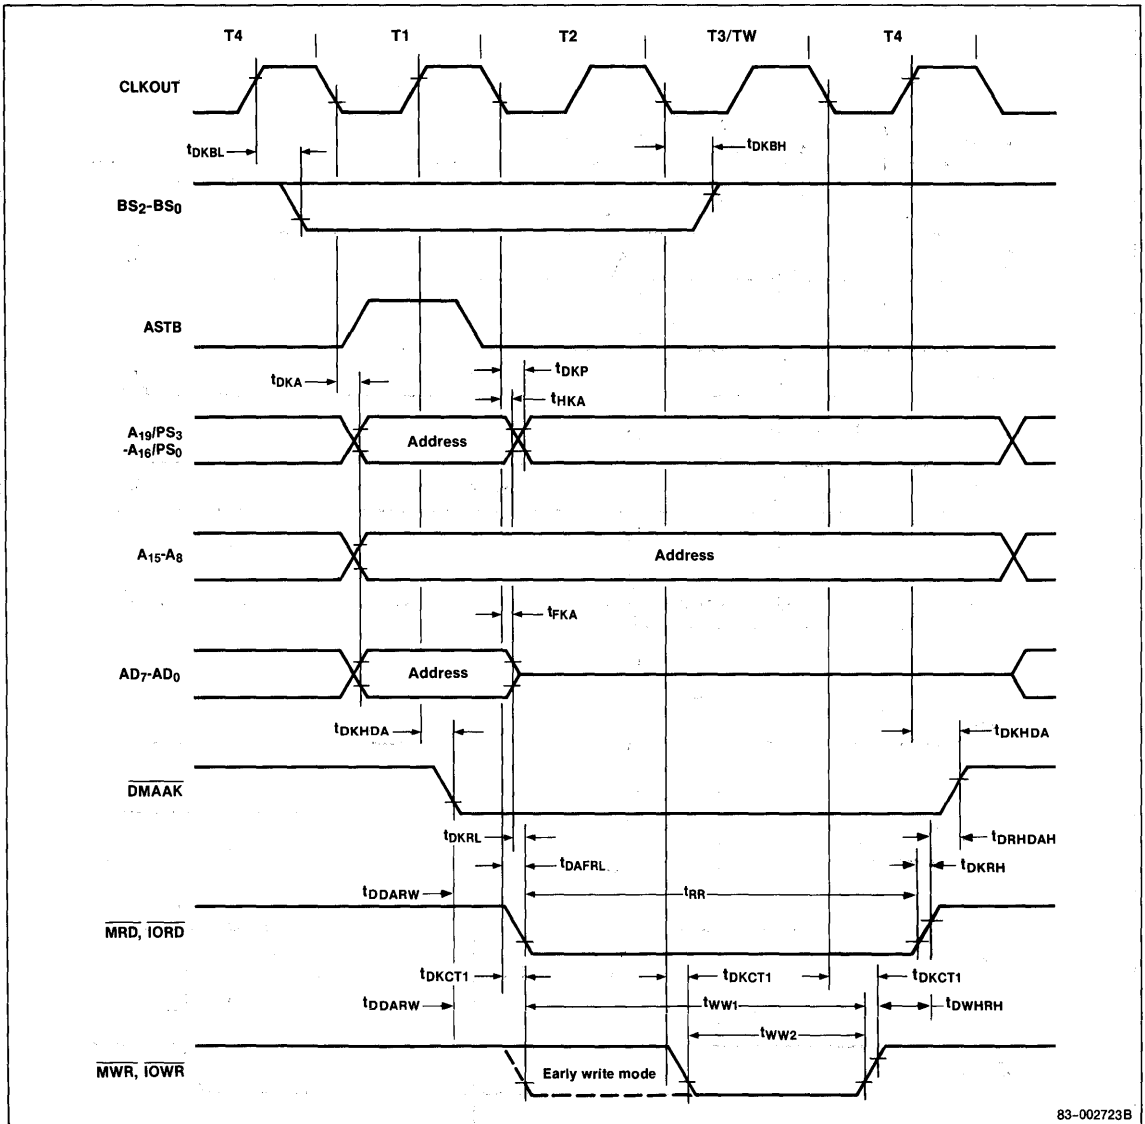 T4 T1 T2 T3/TW T4
CLKOUT
tDKBL tDKBH
BS2-BS0
ASTB
tDKP
tDKA
tHKA
A19/PS3
-A16/PS0
Address
A15-A8
Address
tFKA
AD7-AD0
Address
tDKHDA tDKHDA
DMAAK
tDKRL tDRHDAH
tDAFRL tDKRH
tDDARW tRR
MRD, IORD
tDKCT1 tDKCT1 tDKCT1
tDDARW tWW1 tDWHRH
tWW2
MWR, IOWR
Early write mode
83-002723B